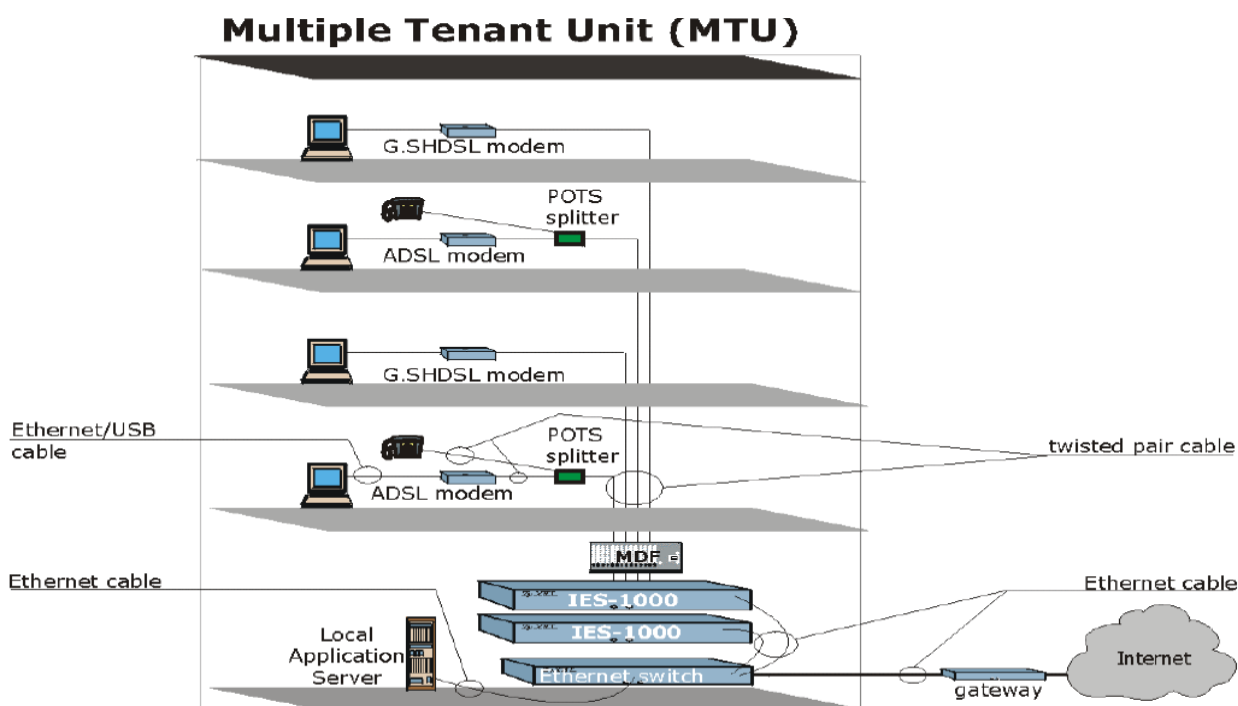 Multiple Tenant Unit (MTU)
G.SHDSL modem
POTS
splitter
ADSL modem
G.SHDSL modem
Ethernet/USB
cable
POTS
splitter
twisted pair cable
ADSL modem
MDF
Ethernet cable
IES-1000
Ethernet cable
IES-1000
Local
Application
Server
Ethernet switch
Internet
gateway